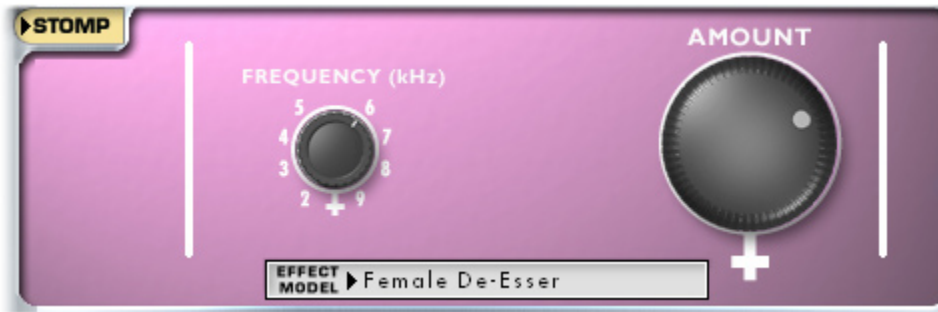 STOMP
AMOUNT
FREQUENCY (kHz)
5 6
4 7
3 8
2 9
EFFECT MODEL Female De-Esser